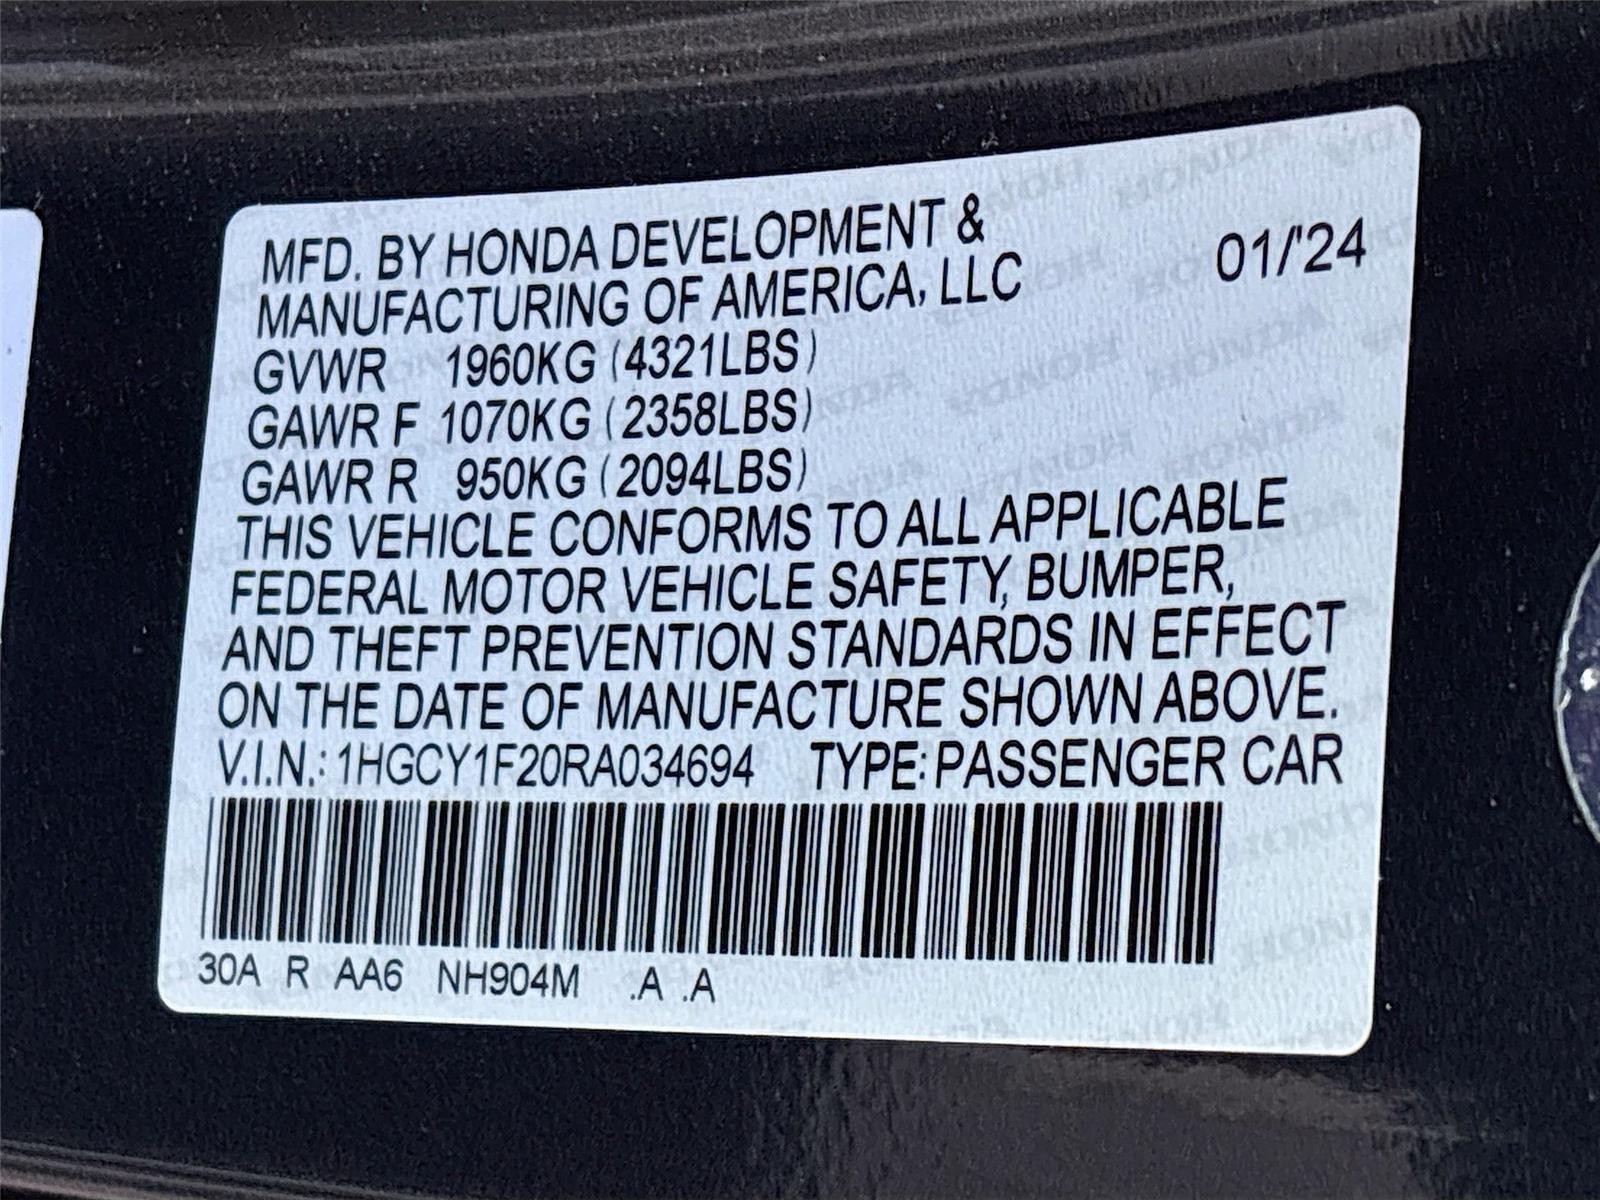 MFD. BY HONDA DEVELOPMENT &
MANUFACTURING OF AMERICA, LLC
01/'24
GVWR 1960KG (4321LBS)
GAWR F 1070KG (2358LBS)
GAWR R 950KG (2094LBS)
THIS VEHICLE CONFORMS TO ALL APPLICABLE
FEDERAL MOTOR VEHICLE SAFETY, BUMPER,
AND THEFT PREVENTION STANDARDS IN EFFECT
ON THE DATE OF MANUFACTURE SHOWN ABOVE.
V.I.N.: 1HGCY1F20RA034694 TYPE: PASSENGER CAR
30A R AA6 NH904M .A .A